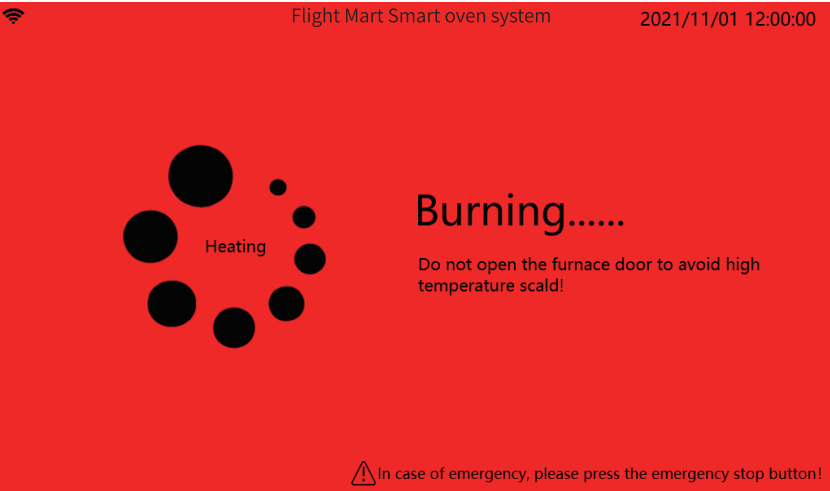 Flight Mart Smart oven system
2021/11/01 12:00:00
Heating
Burning......
Do not open the furnace door to avoid high
temperature scald!
In case of emergency, please press the emergency stop button!